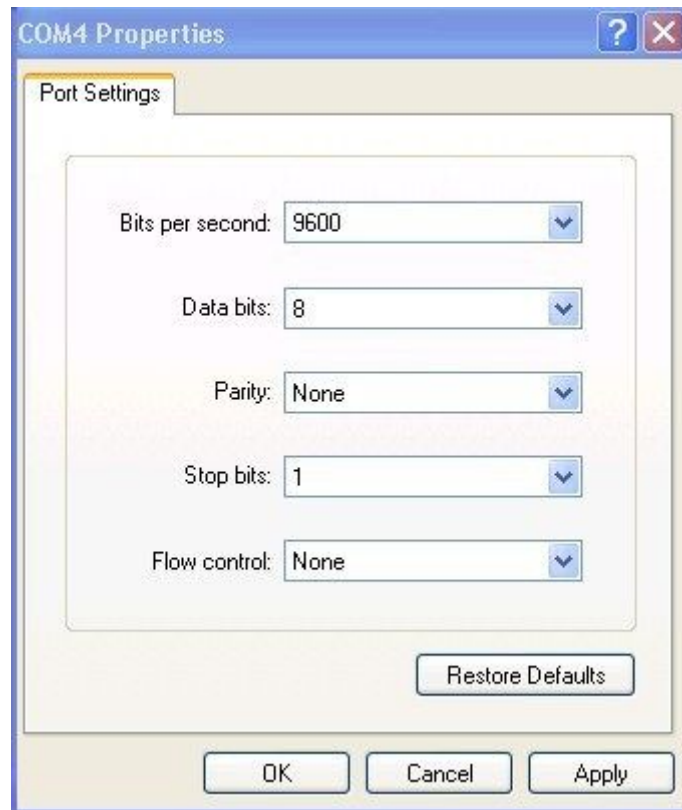 COM4 Properties
Port Settings
Bits per second: 9600
Data bits: 8
Parity: None
Stop bits: 1
Flow control: None
Restore Defaults
OK Cancel Apply